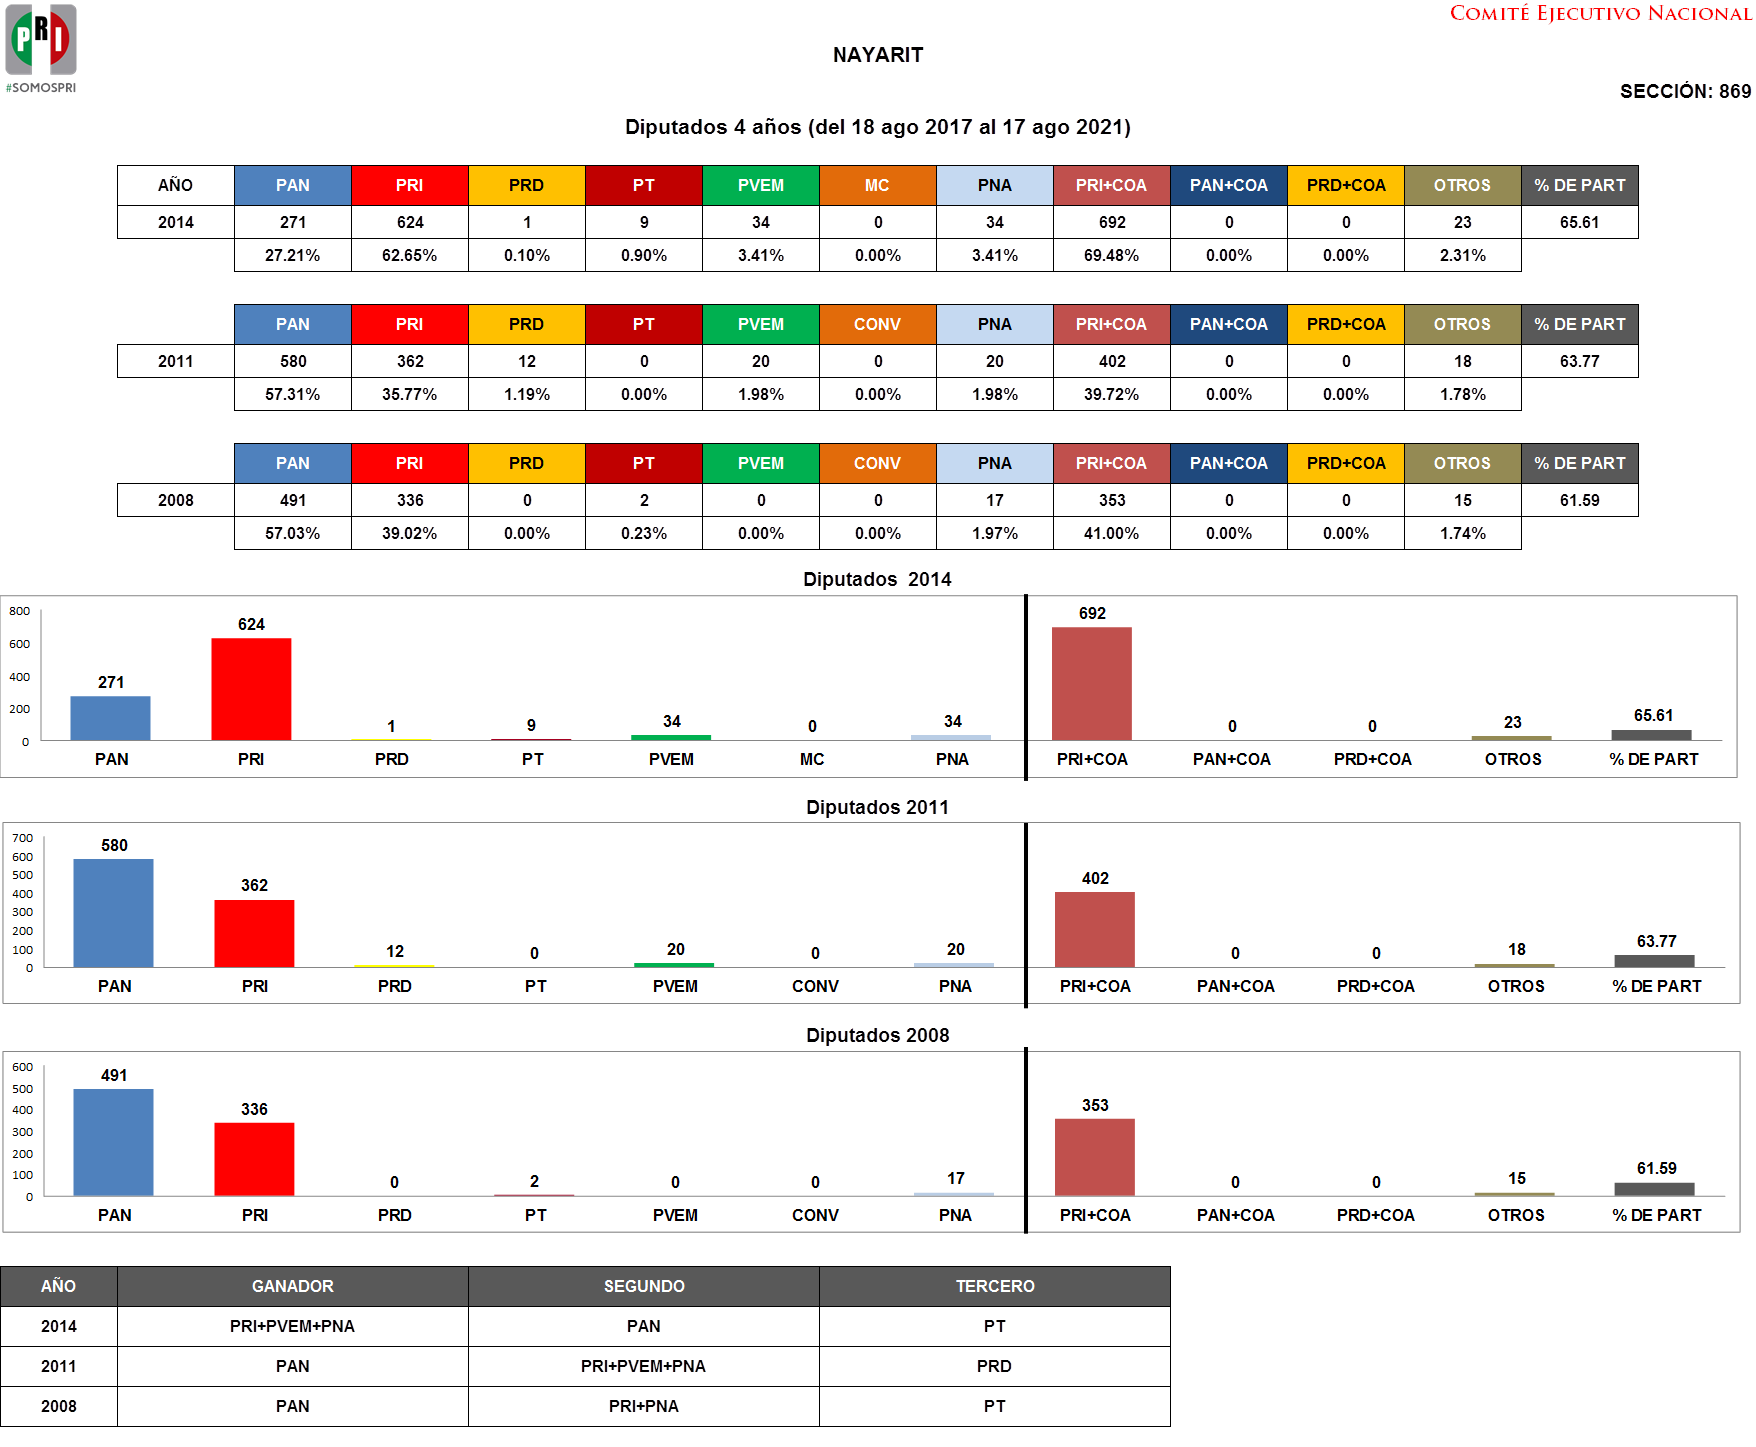 PRI
#SOMOSPRI
COMITÉ EJECUTIVO NACIONAL
NAYARIT
SECCIÓN: 869
Diputados 4 años (del 18 ago 2017 al 17 ago 2021)
AÑO PAN PRI PRD PT PVEM MC PNA PRI+COA PAN+COA PRD+COA OTROS % DE PART
2014 271 624 1 9 34 0 34 692 0 0 23 65.61
27.21% 62.65% 0.10% 0.90% 3.41% 0.00% 3.41% 69.48% 0.00% 0.00% 2.31%
PAN PRI PRD PT PVEM CONV PNA PRI+COA PAN+COA PRD+COA OTROS % DE PART
2011 580 362 12 0 20 0 20 402 0 0 18 63.77
57.31% 35.77% 1.19% 0.00% 1.98% 0.00% 1.98% 39.72% 0.00% 0.00% 1.78%
PAN PRI PRD PT PVEM CONV PNA PRI+COA PAN+COA PRD+COA OTROS % DE PART
2008 491 336 0 2 0 0 17 353 0 0 15 61.59
57.03% 39.02% 0.00% 0.23% 0.00% 0.00% 1.97% 41.00% 0.00% 0.00% 1.74%
Diputados 2014
800
600
400
200
0
271 624 1 9 34 0 34 692 0 0 23 65.61
PAN PRI PRD PT PVEM MC PNA PRI+COA PAN+COA PRD+COA OTROS % DE PART
Diputados 2011
700
600
500
400
300
200
100
0
580 362 12 0 20 0 20 402 0 0 18 63.77
PAN PRI PRD PT PVEM CONV PNA PRI+COA PAN+COA PRD+COA OTROS % DE PART
Diputados 2008
600
500
400
300
200
100
0
491 336 0 2 0 0 17 353 0 0 15 61.59
PAN PRI PRD PT PVEM CONV PNA PRI+COA PAN+COA PRD+COA OTROS % DE PART
AÑO GANADOR SEGUNDO TERCERO
2014 PRI+PVEM+PNA PAN PT
2011 PAN PRI+PVEM+PNA PRD
2008 PAN PRI+PNA PT